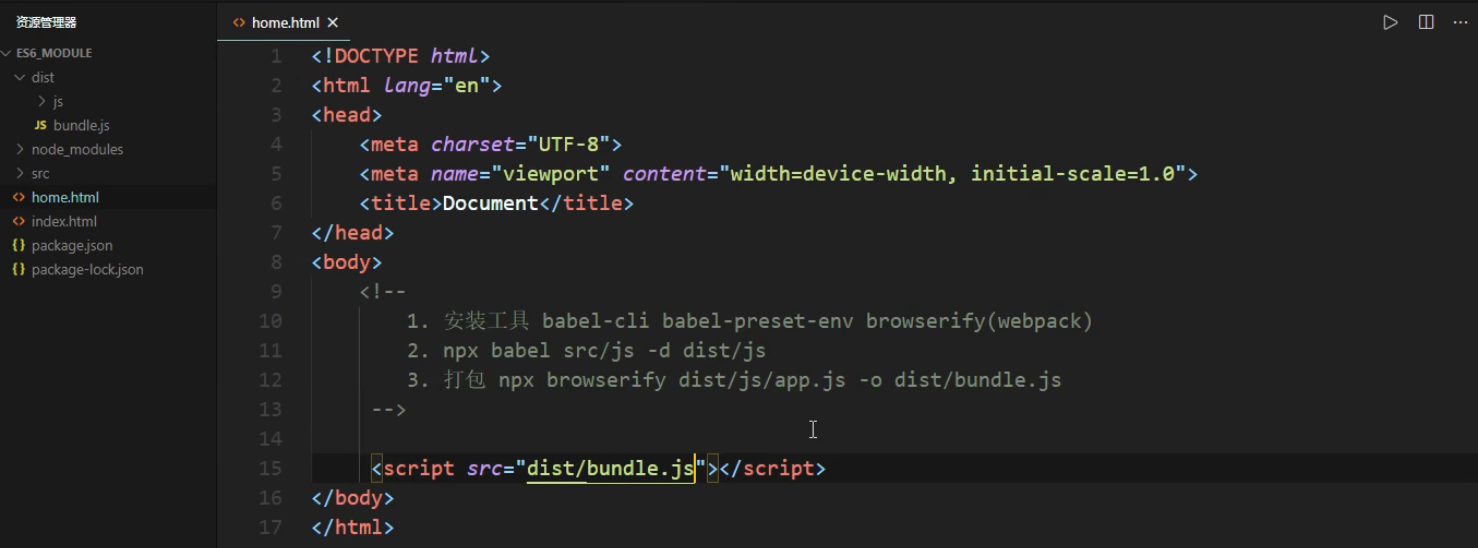 资源管理器
ES6_MODULE
dist
js
JS bundle.js
node_modules
src
<> home.html
<> index.html
{} package.json
{} package-lock.json
<> home.html ×
1 <!DOCTYPE html>
2 <html lang="en">
3 <head>
4 <meta charset="UTF-8">
5 <meta name="viewport" content="width=device-width, initial-scale=1.0">
6 <title>Document</title>
7 </head>
8 <body>
9 <!--
10 1. 安装工具 babel-cli babel-preset-env browserify(webpack)
11 2. npx babel src/js -d dist/js
12 3. 打包 npx browserify dist/js/app.js -o dist/bundle.js
13 -->
14
15 <script src="dist/bundle.js"></script>
16 </body>
17 </html>